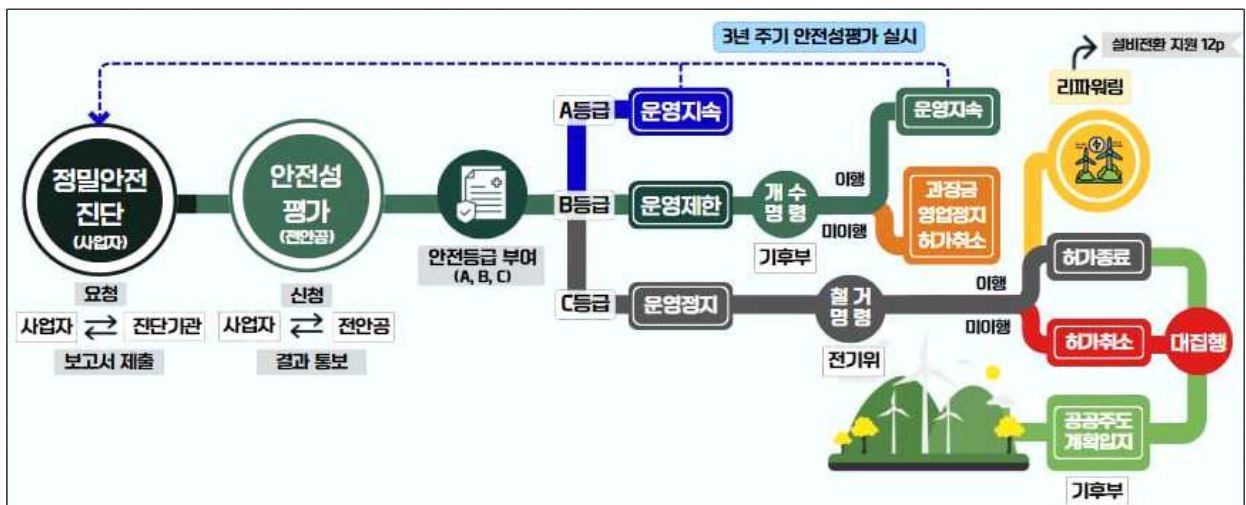 3년 주기 안전성평가 실시
설비전환 지원 12p
리파워링
A등급
운영지속
운영지속
정밀안전
진단
(사업자)
안전성
평가
(전안공)
안전등급 부여
(A, B, C)
B등급
운영제한
개수
명령
기후부
이행
미이행
과징금
영업정지
허가취소
C등급
운영정지
철거
명령
전기위
이행
미이행
허가종료
허가취소
대집행
요청
사업자
진단기관
보고서 제출
신청
사업자
전안공
결과 통보
공공주도
계획입지
기후부